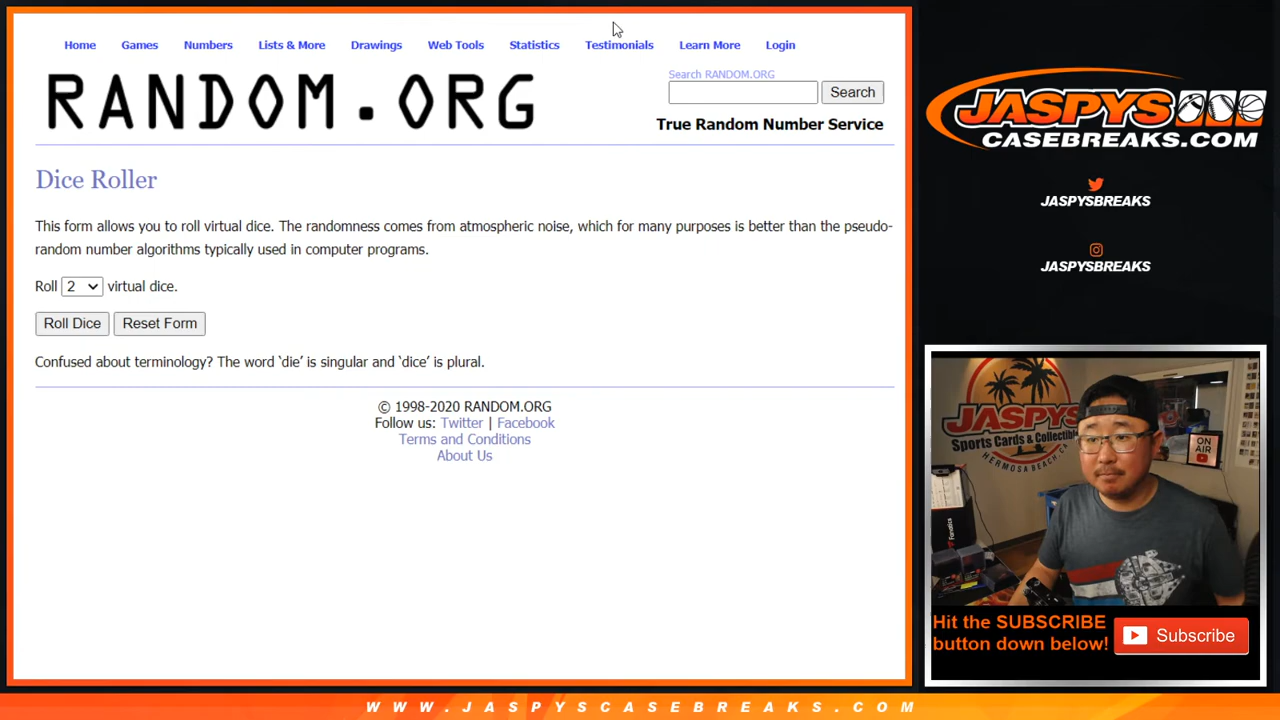 Home Games Numbers Lists & More Drawings Web Tools Statistics Testimonials Learn More Login
RANDOM.ORG
Search RANDOM.ORG
Search
True Random Number Service
Dice Roller
This form allows you to roll virtual dice. The randomness comes from atmospheric noise, which for many purposes is better than the pseudo-
random number algorithms typically used in computer programs.
Roll 2 virtual dice.
Roll Dice Reset Form
Confused about terminology? The word ‘die’ is singular and ‘dice’ is plural.
© 1998-2020 RANDOM.ORG
Follow us: Twitter | Facebook
Terms and Conditions
About Us
JASPYS
CASEBREAKS.COM
JASPYSBREAKS
JASPYSBREAKS
JASPYS
Sports Cards & Collectibles
HERMOSA BEACH, CA
ON
AIR
Fanatics
Hit the SUBSCRIBE
button down below!
Subscribe
WWW.JASPYSCASEBREAKS.COM